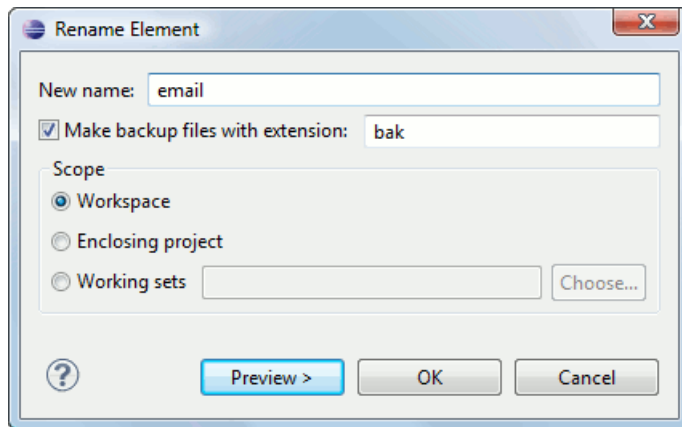 Rename Element
New name: email
Make backup files with extension: bak
Scope
Workspace
Enclosing project
Working sets Choose...
? Preview > OK Cancel